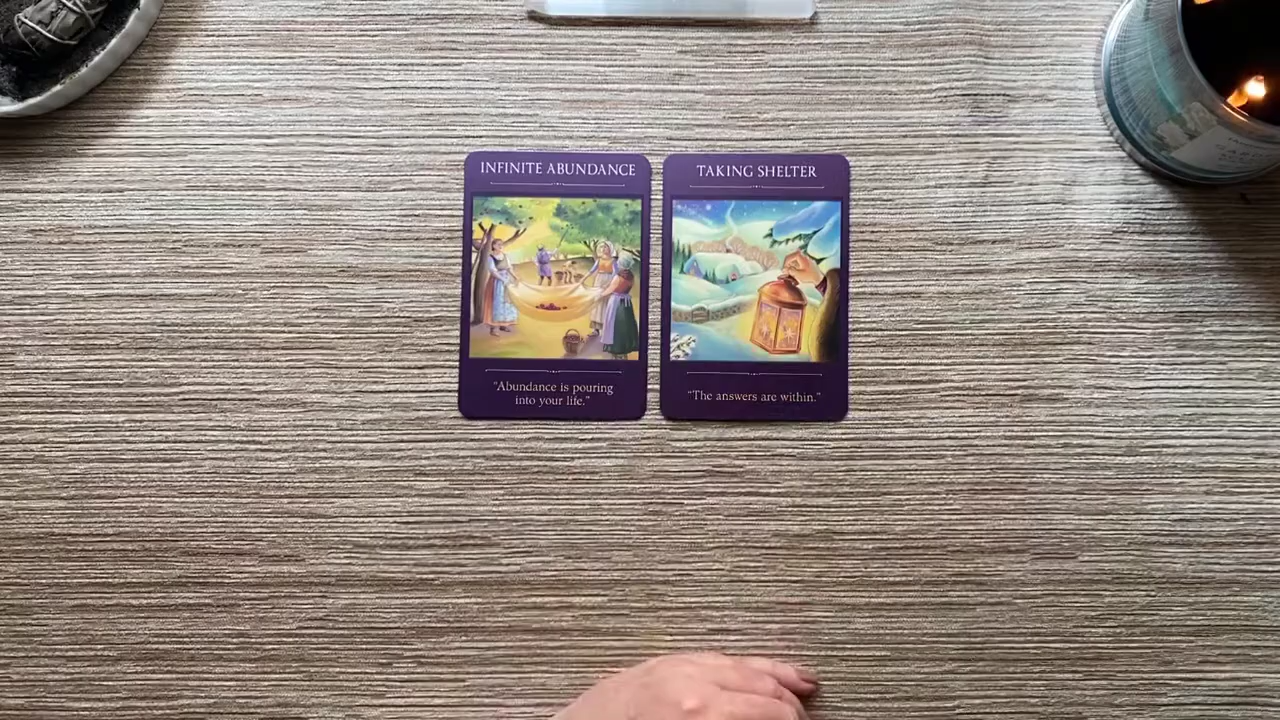 INFINITE ABUNDANCE
"Abundance is pouring
into your life."
TAKING SHELTER
"The answers are within."